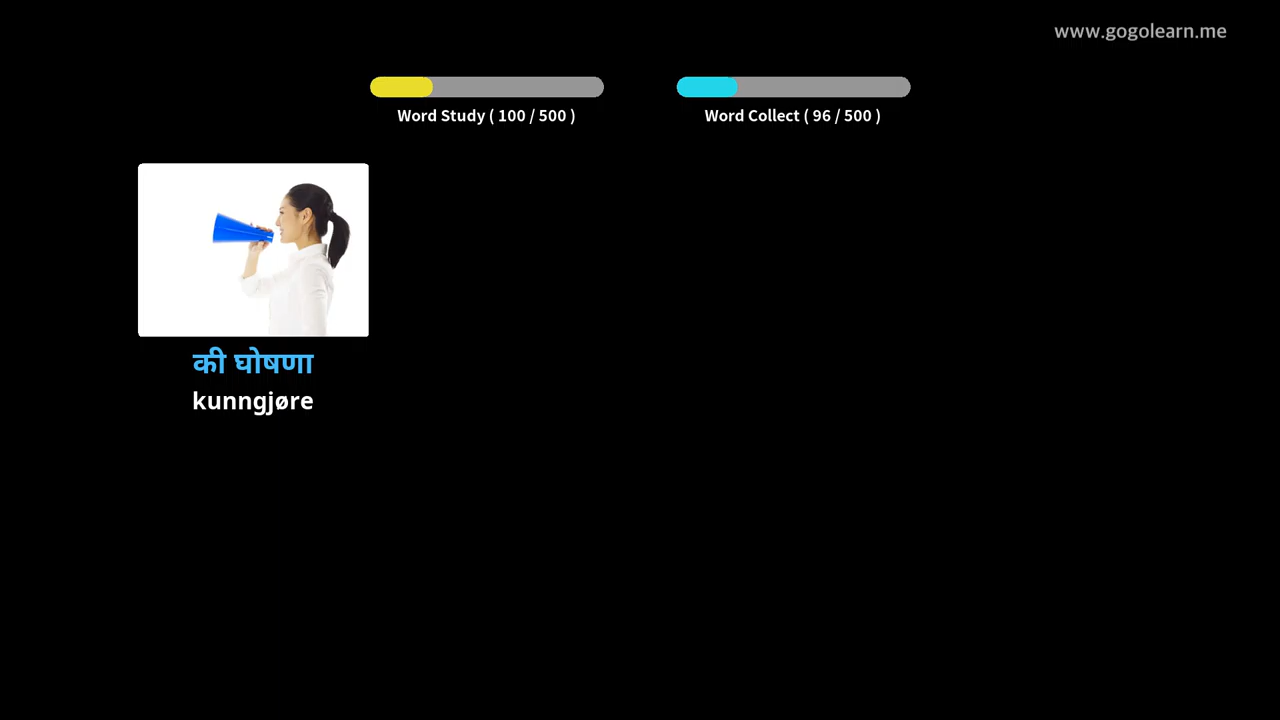 www.gogolearn.me
Word Study ( 100 / 500 )
Word Collect ( 96 / 500 )
की घोषणा
kunngjøre